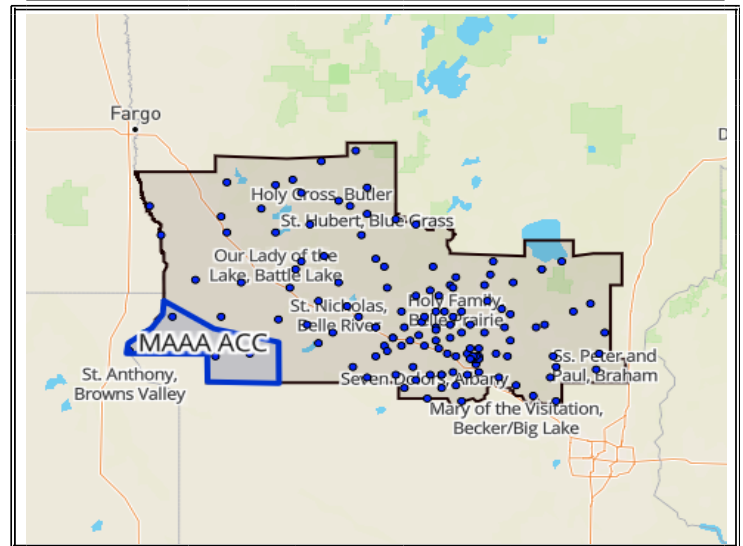 Fargo
D
Holy Cross, Butler
St. Hubert, Blue Grass
Our Lady of the
Lake, Battle Lake
St. Nicholas,
Belle River
Holy Family,
Belle Prairie
MAAA ACC
St. Anthony,
Browns Valley
Seven Dolors, Albany
Ss. Peter and
Paul, Braham
Mary of the Visitation,
Becker/Big Lake